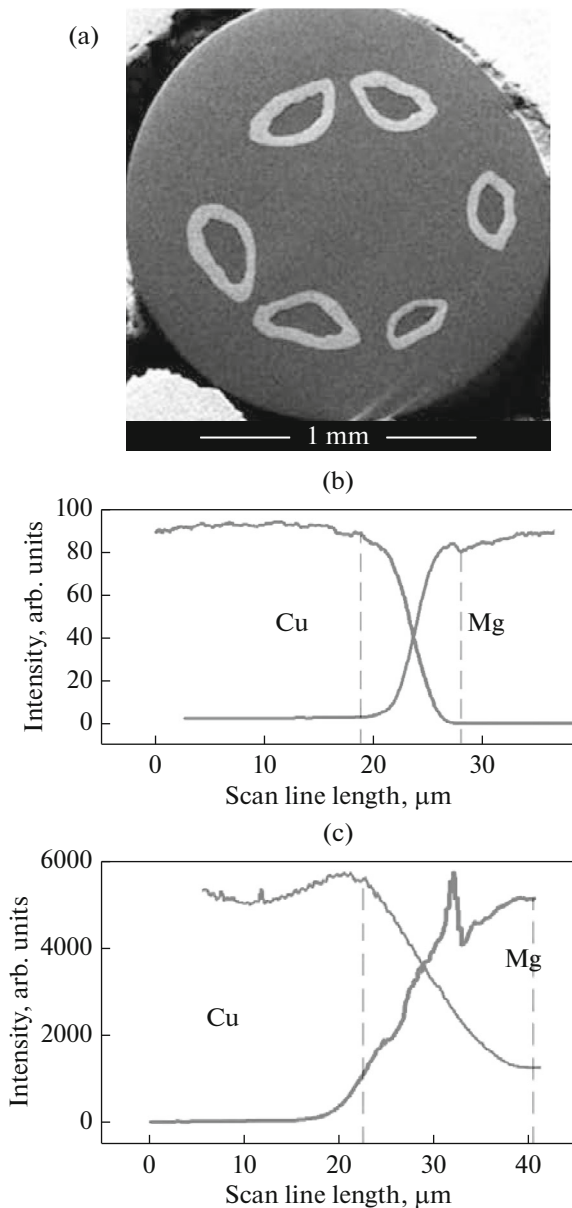 (a)
1 mm
(b)
100
80
60
40
20
0
Intensity, arb. units
Cu
Mg
0 10 20 30
Scan line length, μm
(c)
6000
4000
2000
0
Intensity, arb. units
Cu
Mg
0 10 20 30 40
Scan line length, μm